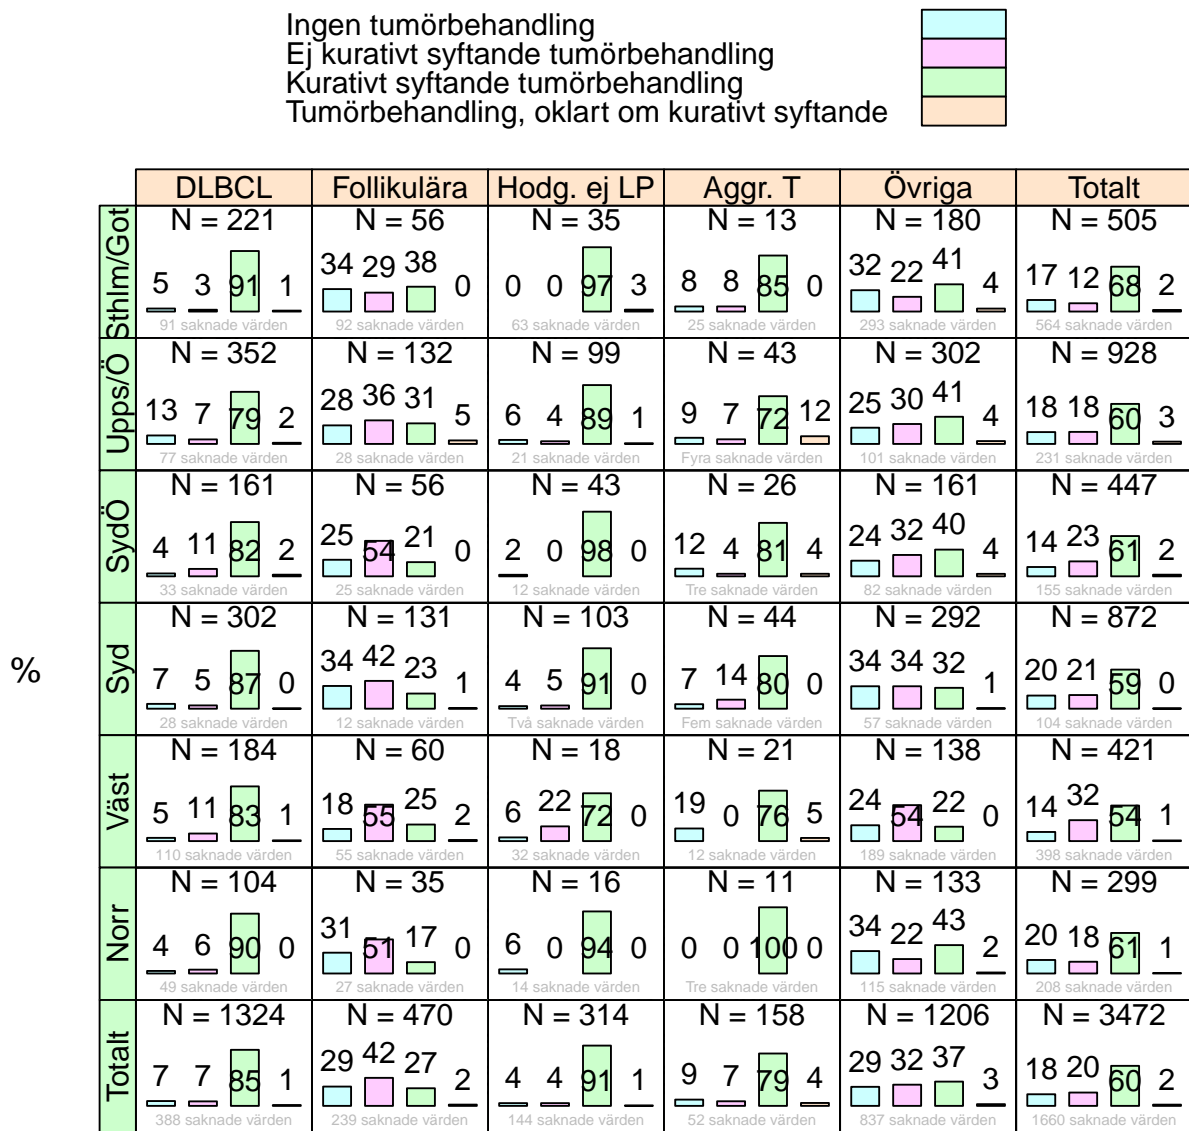 Ingen tumörbehandling
Ej kurativt syftande tumörbehandling
Kurativt syftande tumörbehandling
Tumörbehandling, oklart om kurativt syftande
DLBCL Follikulära Hodg. ej LP Aggr. T Övriga Totalt
Sthlm/Got
N = 221 N = 56 N = 35 N = 13 N = 180 N = 505
5 3 91 1 34 29 38 0 0 0 97 3 8 8 85 0 32 22 41 4 17 12 68 2
91 saknade värden 92 saknade värden 63 saknade värden 25 saknade värden 293 saknade värden 564 saknade värden
Upps/Ö
N = 352 N = 132 N = 99 N = 43 N = 302 N = 928
13 7 79 2 28 36 31 5 6 4 89 1 9 7 72 12 25 30 41 4 18 18 60 3
77 saknade värden 28 saknade värden 21 saknade värden Fyra saknade värden 101 saknade värden 231 saknade värden
SydÖ
N = 161 N = 56 N = 43 N = 26 N = 161 N = 447
4 11 82 2 25 54 21 0 2 0 98 0 12 4 81 4 24 32 40 4 14 23 61 2
33 saknade värden 25 saknade värden 12 saknade värden Tre saknade värden 82 saknade värden 155 saknade värden
%
Syd
N = 302 N = 131 N = 103 N = 44 N = 292 N = 872
7 5 87 0 34 42 23 1 4 5 91 0 7 14 80 0 34 34 32 1 20 21 59 0
28 saknade värden 12 saknade värden Två saknade värden Fem saknade värden 57 saknade värden 104 saknade värden
Väst
N = 184 N = 60 N = 18 N = 21 N = 138 N = 421
5 11 83 1 18 55 25 2 6 22 72 0 19 0 76 5 24 54 22 0 14 32 54 1
110 saknade värden 55 saknade värden 32 saknade värden 12 saknade värden 189 saknade värden 398 saknade värden
Norr
N = 104 N = 35 N = 16 N = 11 N = 133 N = 299
4 6 90 0 31 51 17 0 6 0 94 0 0 0 100 0 34 22 43 2 20 18 61 1
49 saknade värden 27 saknade värden 14 saknade värden Tre saknade värden 115 saknade värden 208 saknade värden
Totalt
N = 1324 N = 470 N = 314 N = 158 N = 1206 N = 3472
7 7 85 1 29 42 27 2 4 4 91 1 9 7 79 4 29 32 37 3 18 20 60 2
388 saknade värden 239 saknade värden 144 saknade värden 52 saknade värden 837 saknade värden 1660 saknade värden